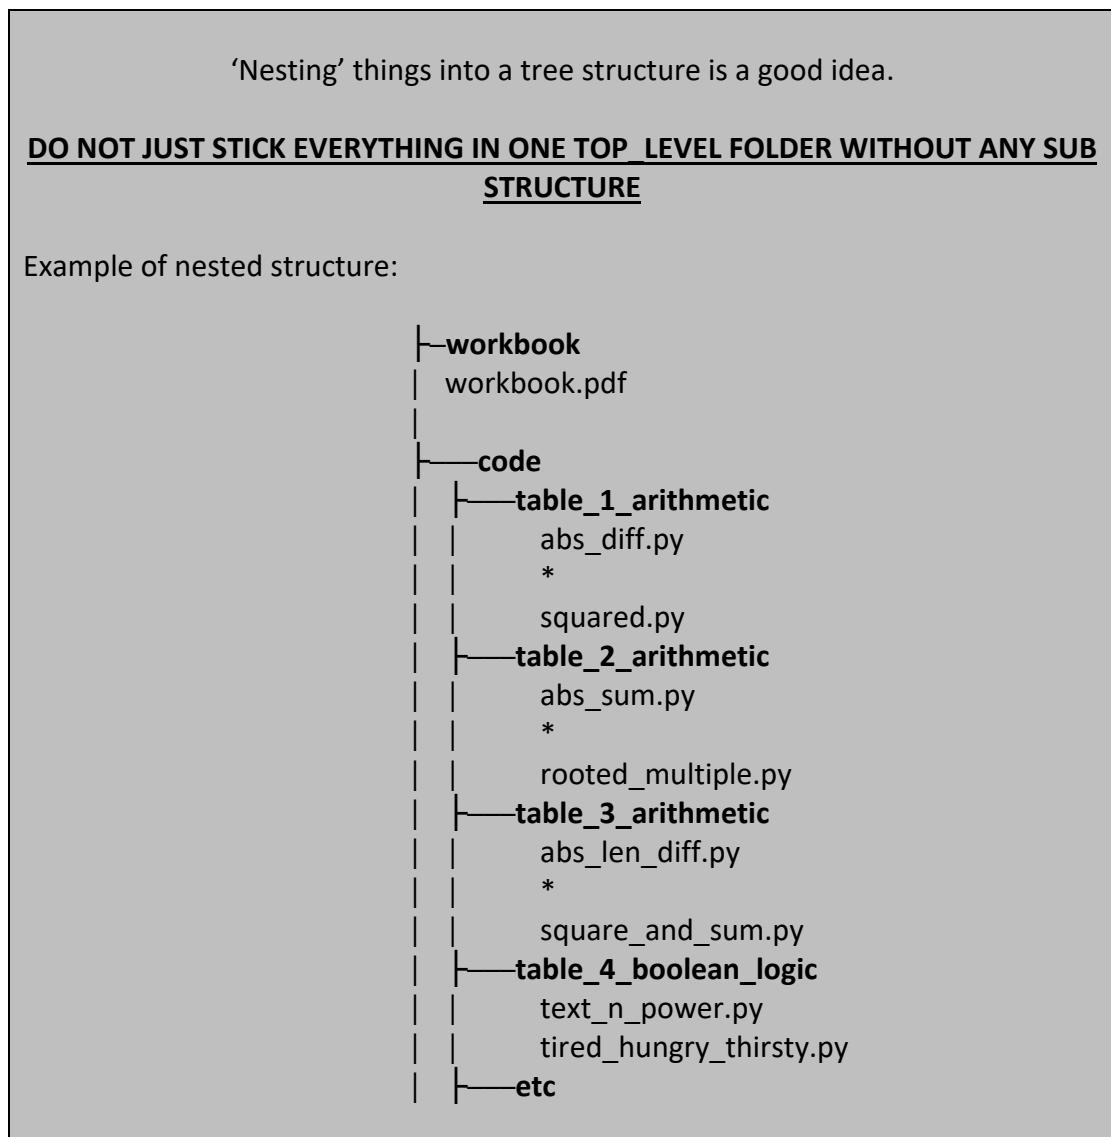 ‘Nesting’ things into a tree structure is a good idea.
DO NOT JUST STICK EVERYTHING IN ONE TOP_LEVEL FOLDER WITHOUT ANY SUB
STRUCTURE
Example of nested structure:
├─workbook
│ workbook.pdf
│
├───code
│ ├───table_1_arithmetic
│ │ abs_diff.py
│ │ *
│ │ squared.py
│ ├───table_2_arithmetic
│ │ abs_sum.py
│ │ *
│ │ rooted_multiple.py
│ ├───table_3_arithmetic
│ │ abs_len_diff.py
│ │ *
│ │ square_and_sum.py
│ ├───table_4_boolean_logic
│ │ text_n_power.py
│ │ tired_hungry_thirsty.py
│ ├───etc